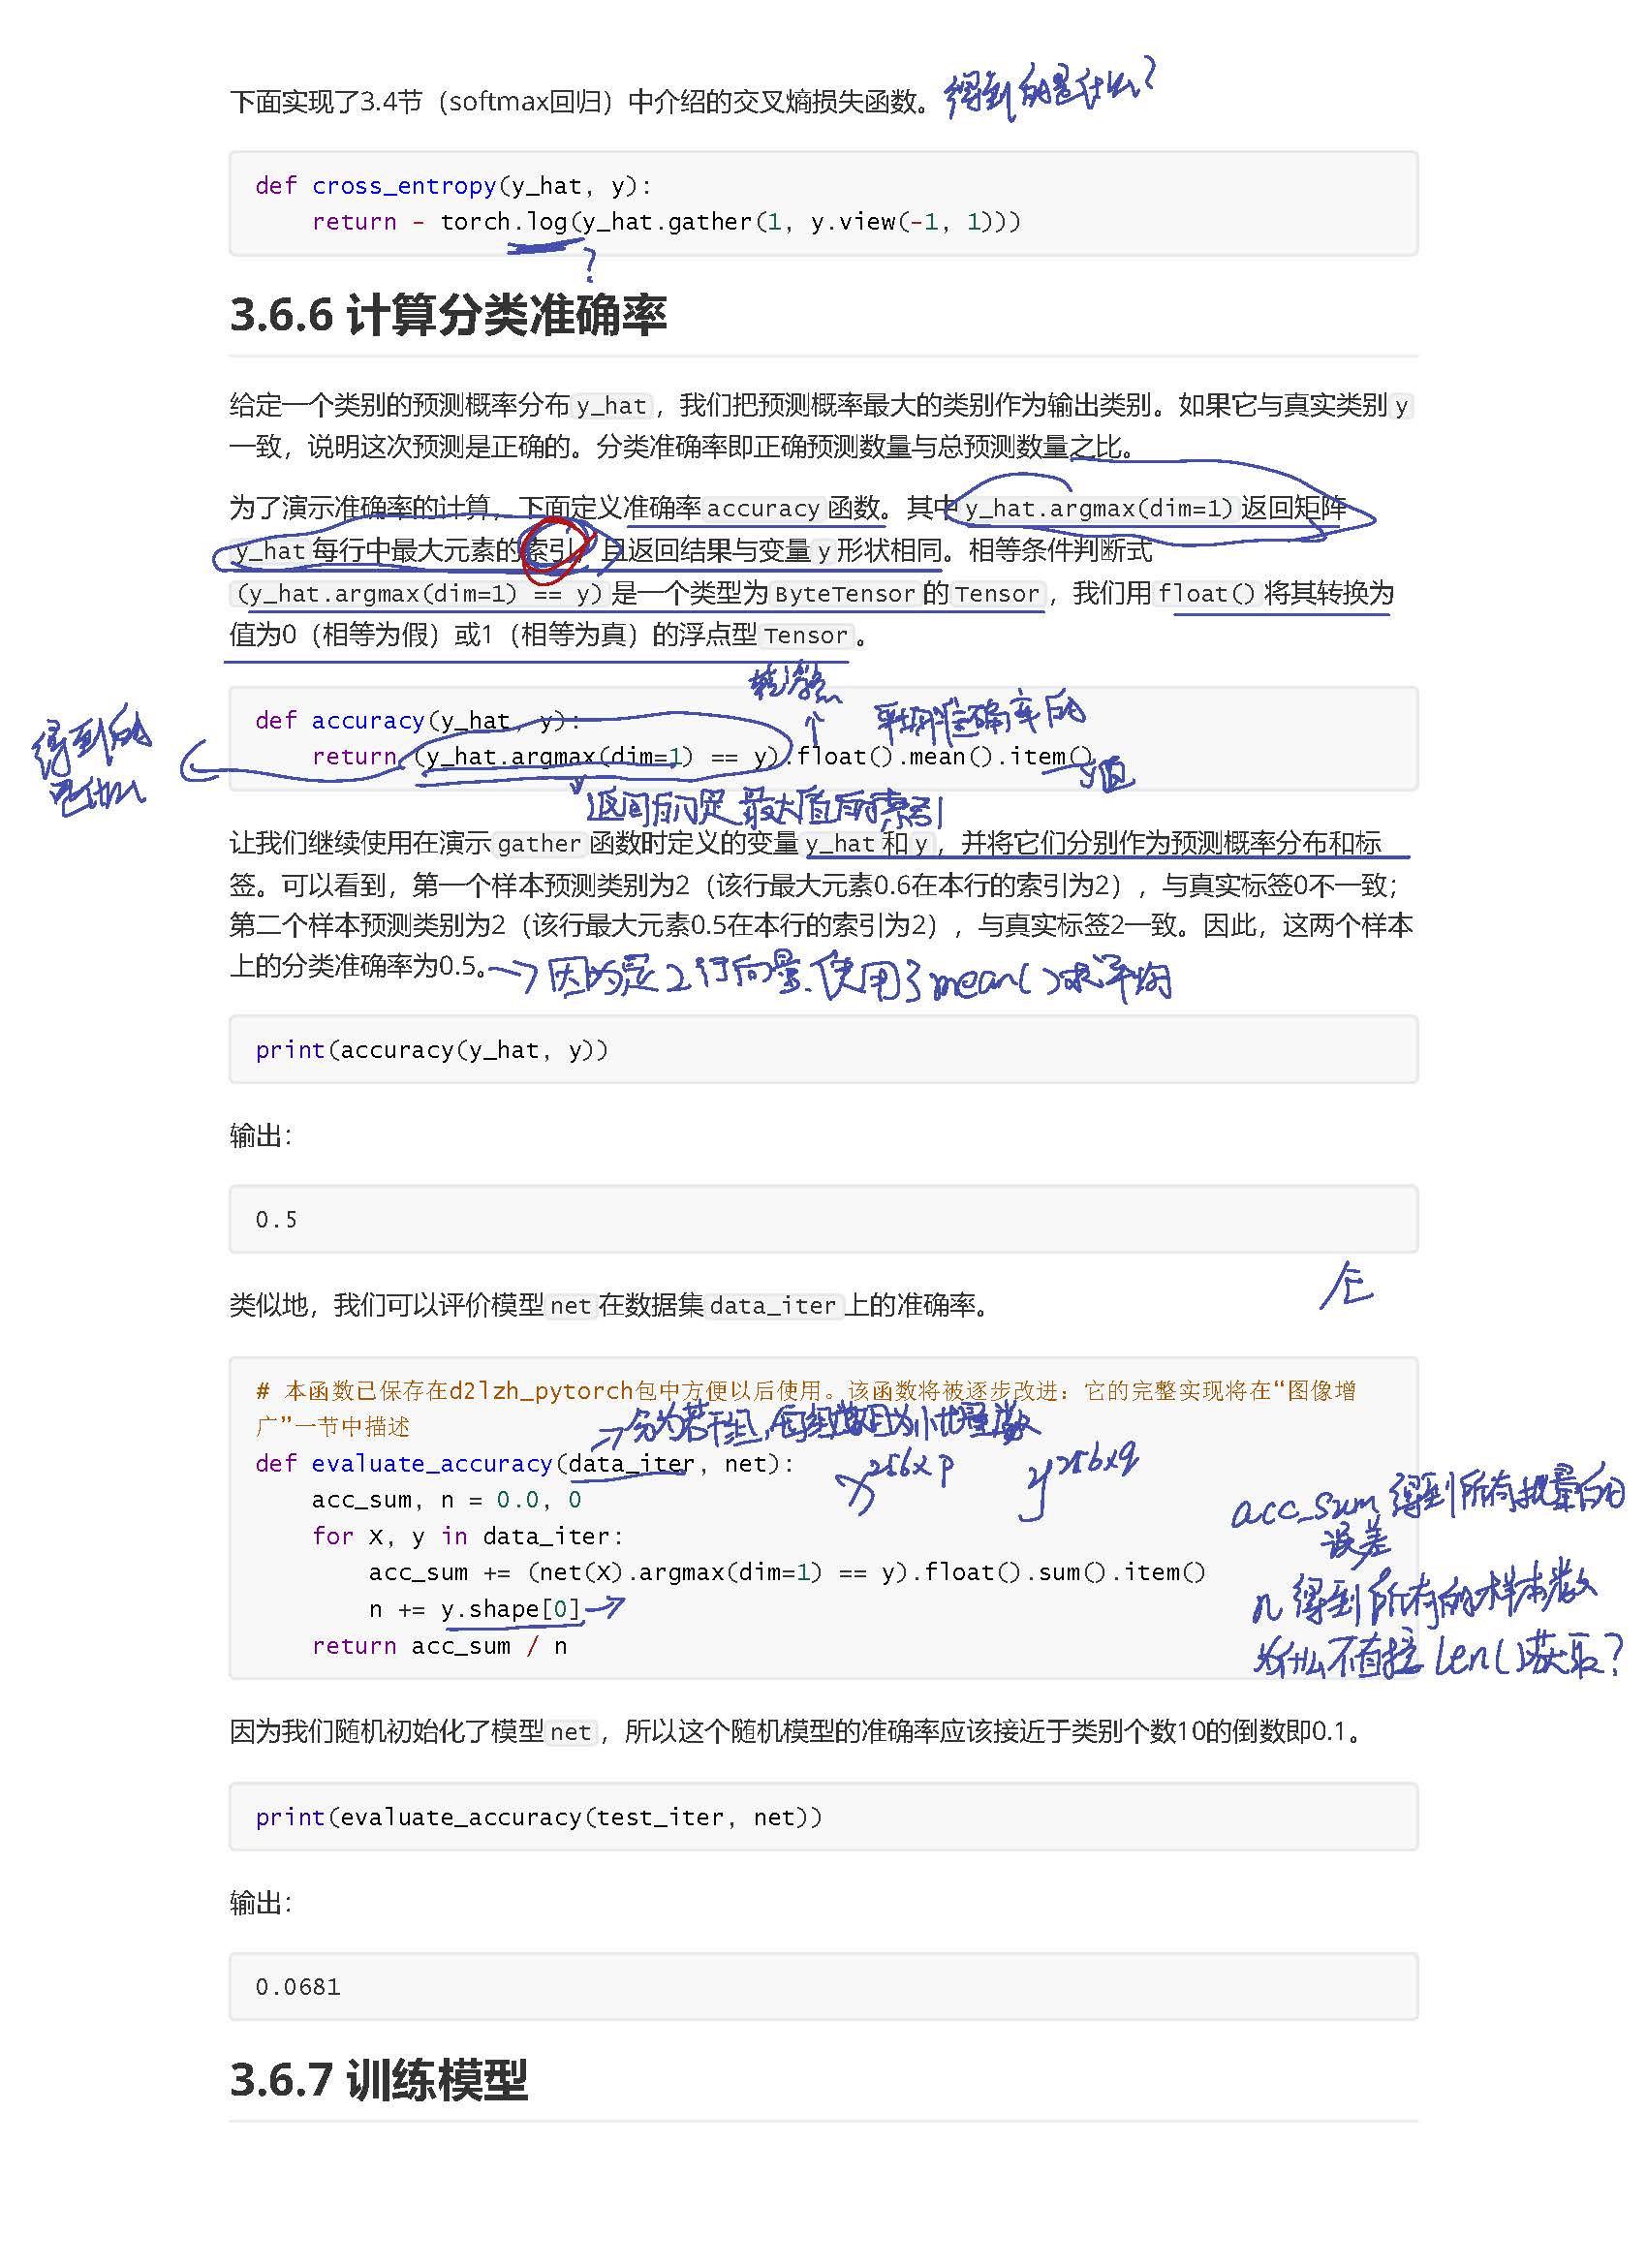 下面实现了3.4节（softmax回归）中介绍的交叉熵损失函数。 得到的是什么？
def cross_entropy(y_hat, y):
    return - torch.log(y_hat.gather(1, y.view(-1, 1)))
?
3.6.6 计算分类准确率
给定一个类别的预测概率分布y_hat，我们把预测概率最大的类别作为输出类别。如果它与真实类别y
一致，说明这次预测是正确的。分类准确率即正确预测数量与总预测数量之比。
为了演示准确率的计算，下面定义准确率accuracy函数。其中y_hat.argmax(dim=1)返回矩阵
y_hat每行中最大元素的索引，且返回结果与变量y形状相同。相等条件判断式
(y_hat.argmax(dim=1) == y)是一个类型为ByteTensor的Tensor，我们用float()将其转换为
值为0（相等为假）或1（相等为真）的浮点型Tensor。
def accuracy(y_hat, y): 平均准确率的
得到的
是什么
    return (y_hat.argmax(dim=1) == y).float().mean().item()
y值
返回的是最大值的索引
让我们继续使用在演示gather函数时定义的变量y_hat和y，并将它们分别作为预测概率分布和标
签。可以看到，第一个样本预测类别为2（该行最大元素0.6在本行的索引为2），与真实标签0不一致；
第二个样本预测类别为2（该行最大元素0.5在本行的索引为2），与真实标签2一致。因此，这两个样本
上的分类准确率为0.5。 因为是2行向量.使用了mean()求平均
print(accuracy(y_hat, y))
输出：
0.5
类似地，我们可以评价模型net在数据集data_iter上的准确率。
# 本函数已保存在d2lzh_pytorch包中方便以后使用。该函数将被逐步改进：它的完整实现将在“图像增
广”一节中描述
分为若干组,每组数目为小批量数
def evaluate_accuracy(data_iter, net): X 256×p y 256×q
    acc_sum, n = 0.0, 0
acc_sum 得到所有批量的
误差
    for X, y in data_iter:
        acc_sum += (net(X).argmax(dim=1) == y).float().sum().item()
        n += y.shape[0]
n 得到所有的样本数
    return acc_sum / n
为什么不直接len()获取?
因为我们随机初始化了模型net，所以这个随机模型的准确率应该接近于类别个数10的倒数即0.1。
print(evaluate_accuracy(test_iter, net))
输出：
0.0681
3.6.7 训练模型